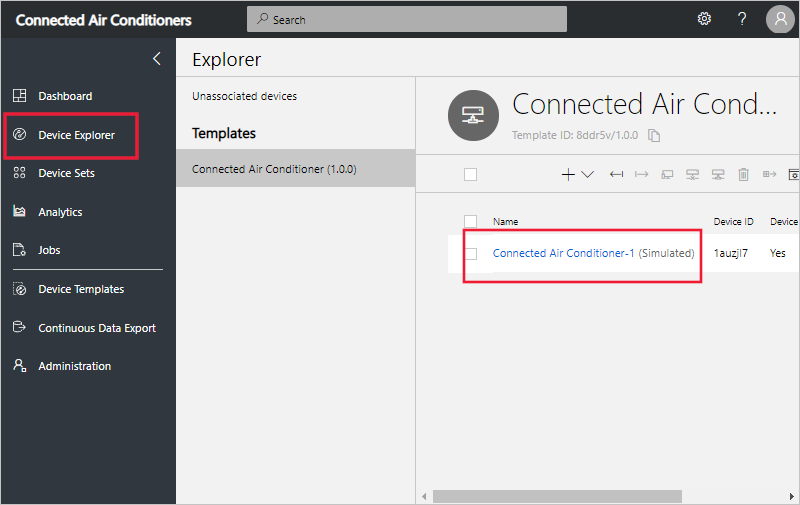 Connected Air Conditioners
Search
?
Dashboard
Device Explorer
Device Sets
Analytics
Jobs
Device Templates
Continuous Data Export
Administration
Explorer
Unassociated devices
Templates
Connected Air Conditioner (1.0.0)
Connected Air Cond...
Template ID: 8ddr5v/1.0.0
Name Device ID Device
Connected Air Conditioner-1 (Simulated) 1auzjl7 Yes